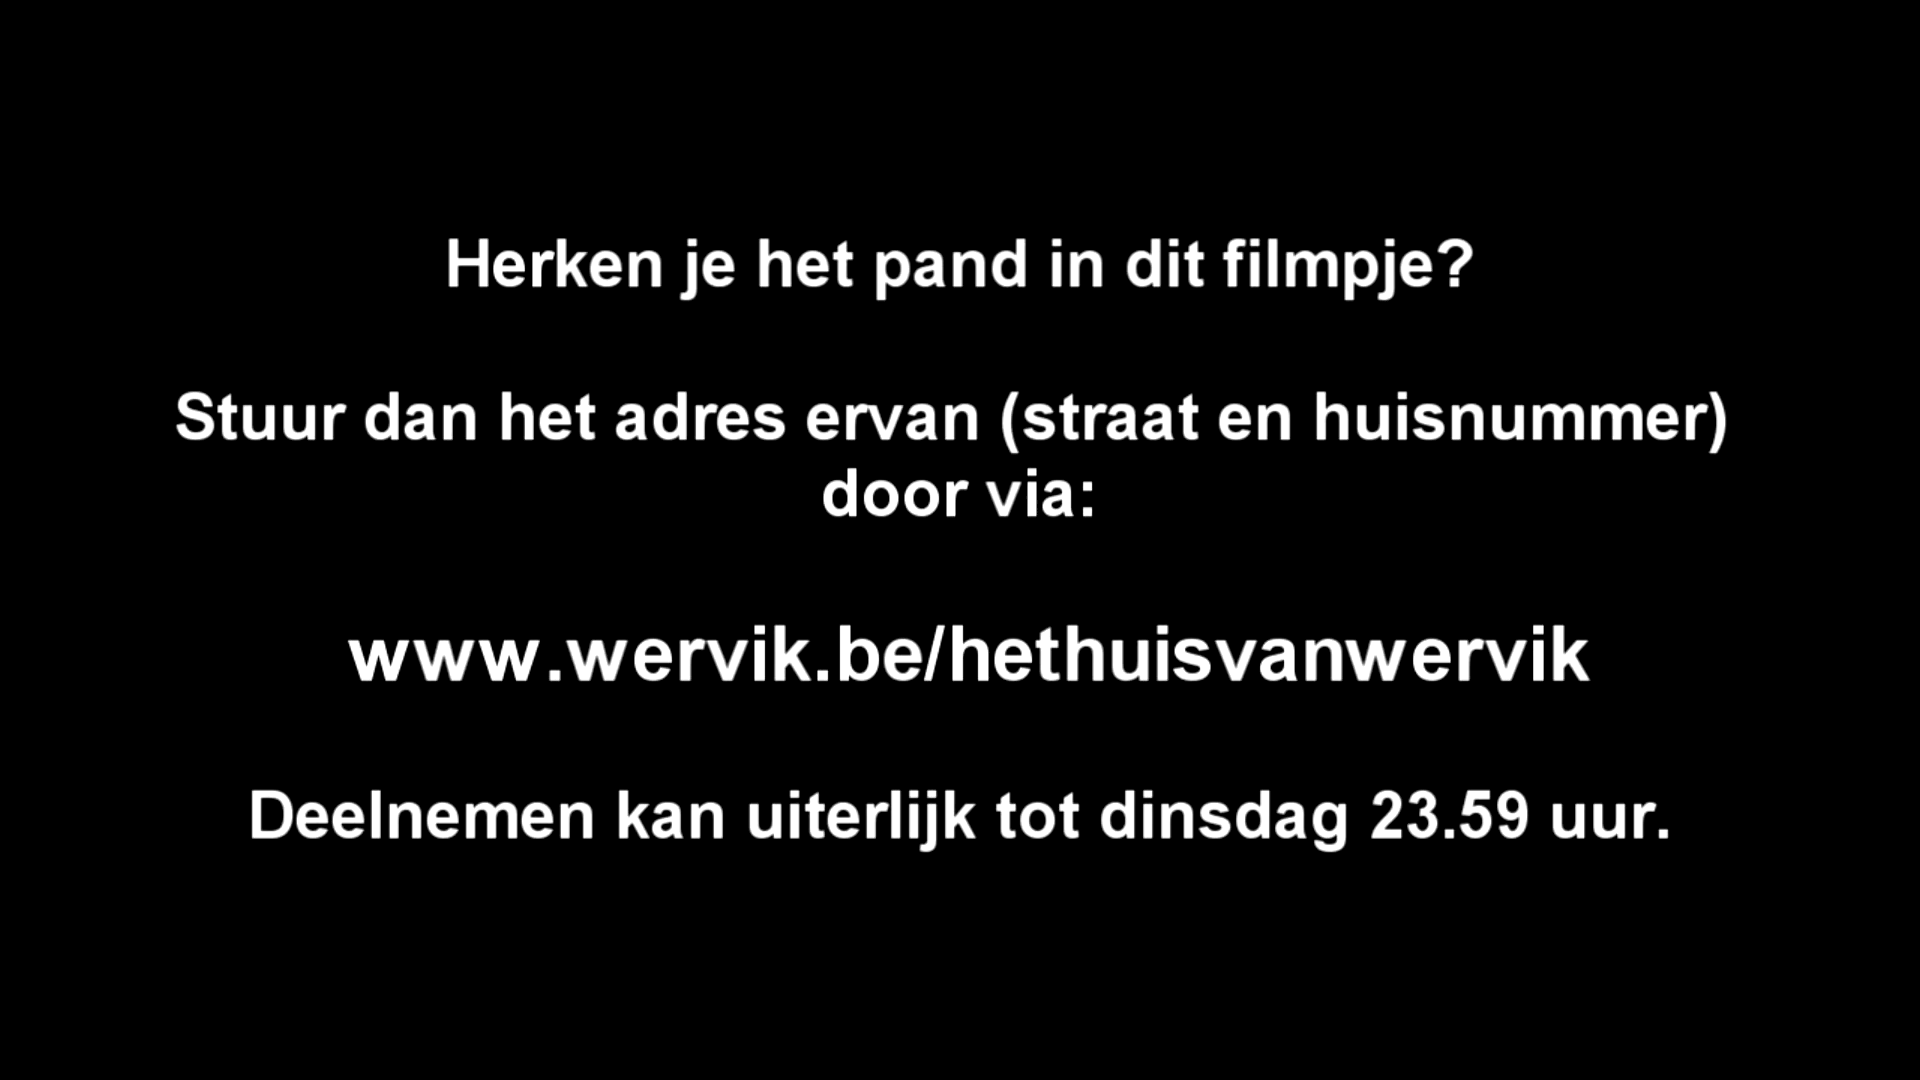 Herken je het pand in dit filmpje?
Stuur dan het adres ervan (straat en huisnummer)
door via:
www.wervik.be/hethuisvanwervik
Deelnemen kan uiterlijk tot dinsdag 23.59 uur.